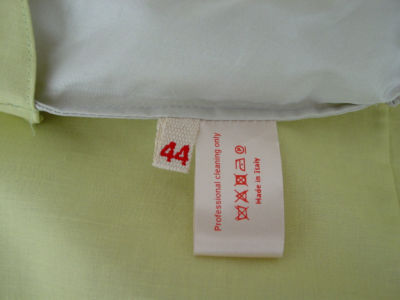 44
Professional cleaning only
Made in Italy